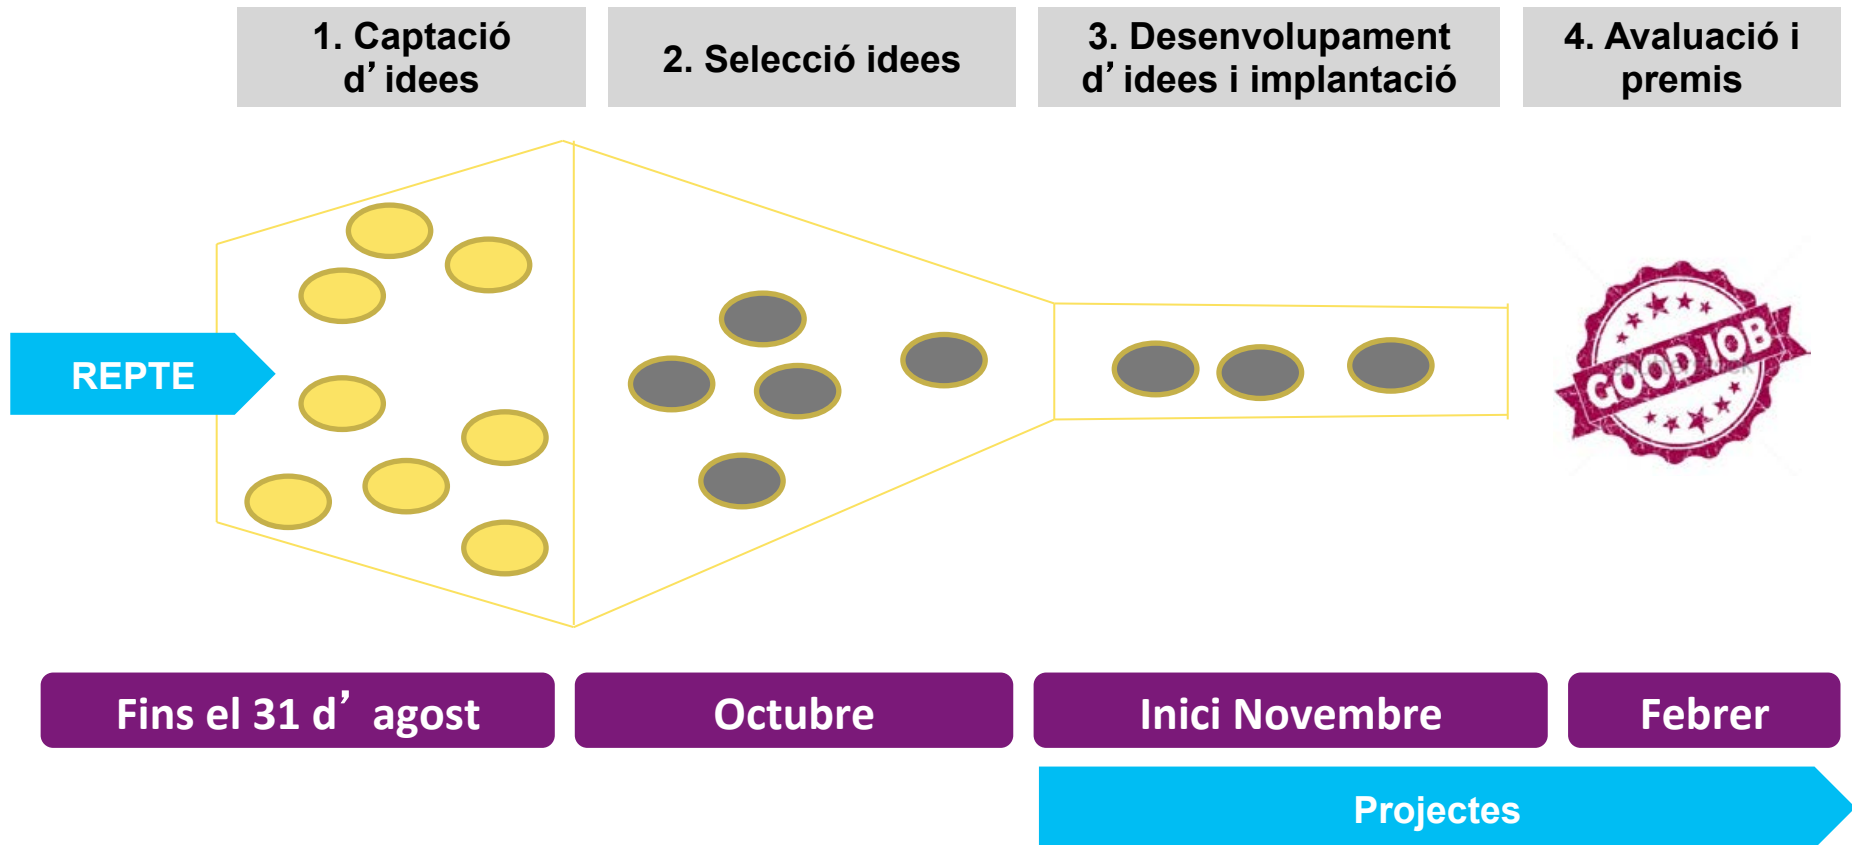 1. Captació
d’ idees
2. Selecció idees
3. Desenvolupament
d’ idees i implantació
4. Avaluació i
premis
REPTE
GOOD JOB
Fins el 31 d’ agost
Octubre
Inici Novembre
Febrer
Projectes